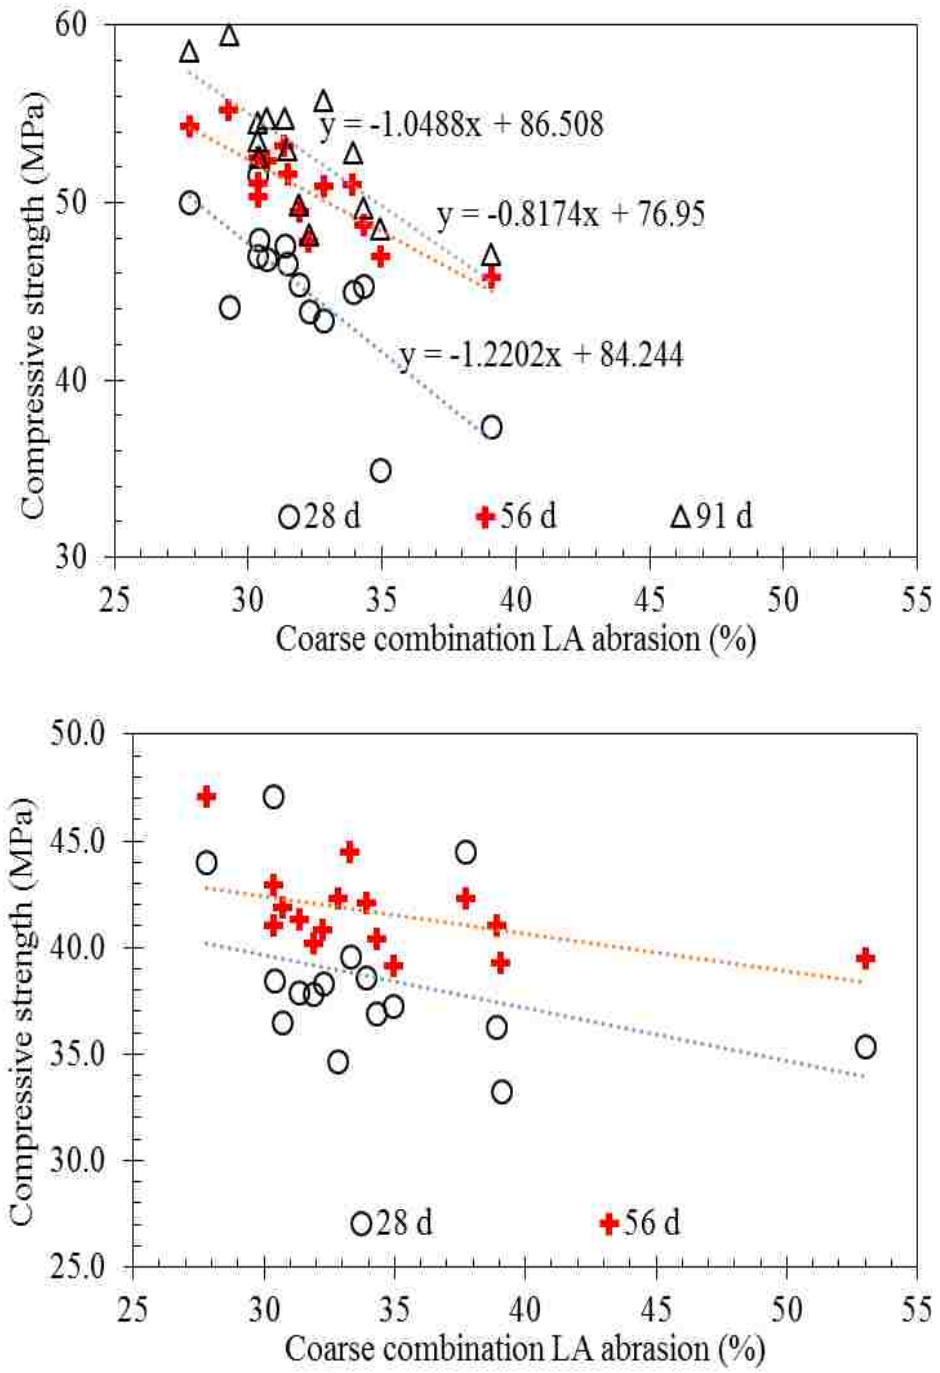 60
50
40
30
Compressive strength (MPa)
y = -1.0488x + 86.508
y = -0.8174x + 76.95
y = -1.2202x + 84.244
28 d 56 d 91 d
25 30 35 40 45 50 55
Coarse combination LA abrasion (%)
50.0
45.0
40.0
35.0
30.0
25.0
Compressive strength (MPa)
28 d 56 d
25 30 35 40 45 50 55
Coarse combination LA abrasion (%)